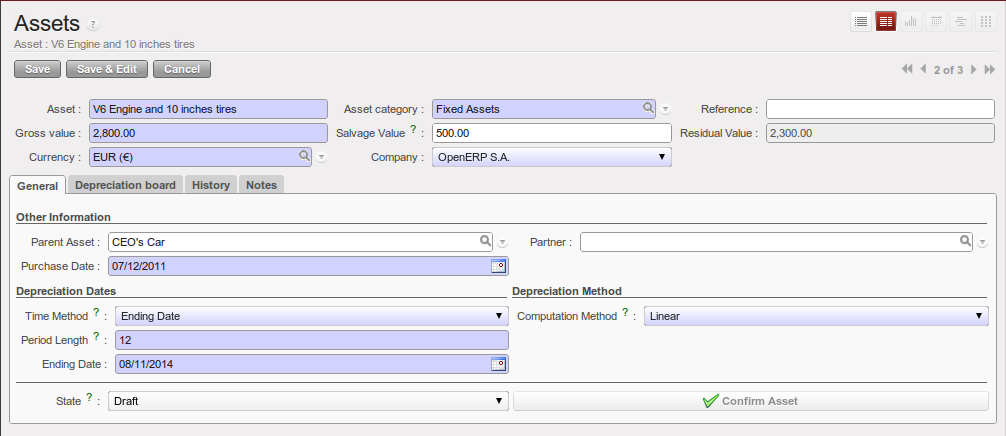 Assets ?
Asset : V6 Engine and 10 inches tires
Save Save & Edit Cancel 2 of 3
Asset : V6 Engine and 10 inches tires Asset category : Fixed Assets Reference :
Gross value : 2,800.00 Salvage Value ? : 500.00 Residual Value : 2,300.00
Currency : EUR (€) Company : OpenERP S.A.
General Depreciation board History Notes
Other Information
Parent Asset : CEO's Car Partner :
Purchase Date : 07/12/2011
Depreciation Dates Depreciation Method
Time Method ? : Ending Date Computation Method ? : Linear
Period Length ? : 12
Ending Date : 08/11/2014
State ? : Draft Confirm Asset